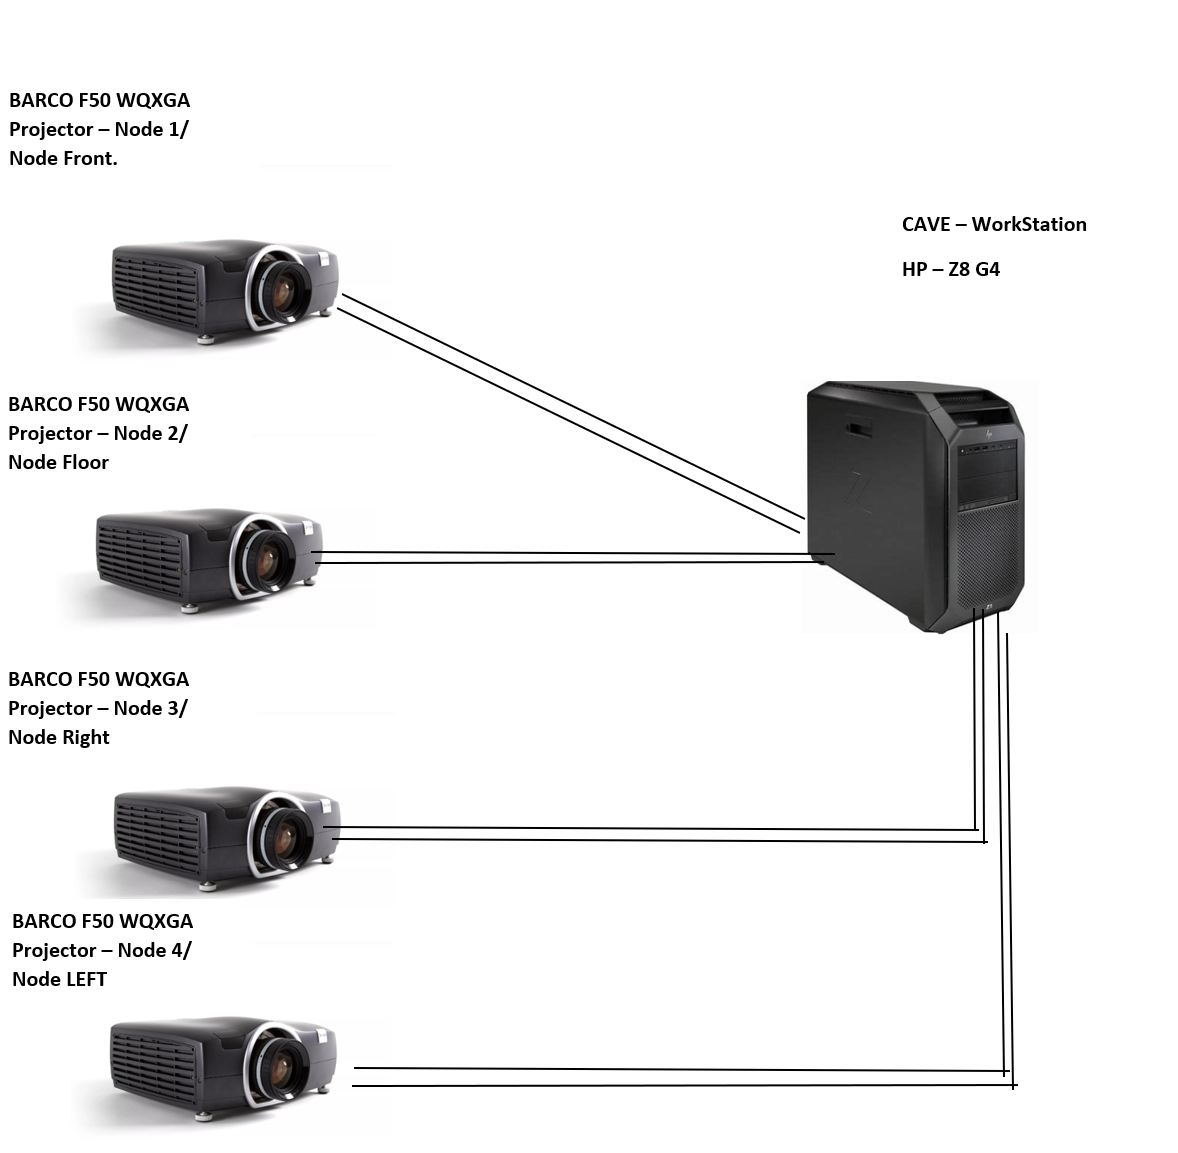 BARCO F50 WQXGA
Projector – Node 1/
Node Front.
CAVE – WorkStation
HP – Z8 G4
BARCO F50 WQXGA
Projector – Node 2/
Node Floor
BARCO F50 WQXGA
Projector – Node 3/
Node Right
BARCO F50 WQXGA
Projector – Node 4/
Node LEFT